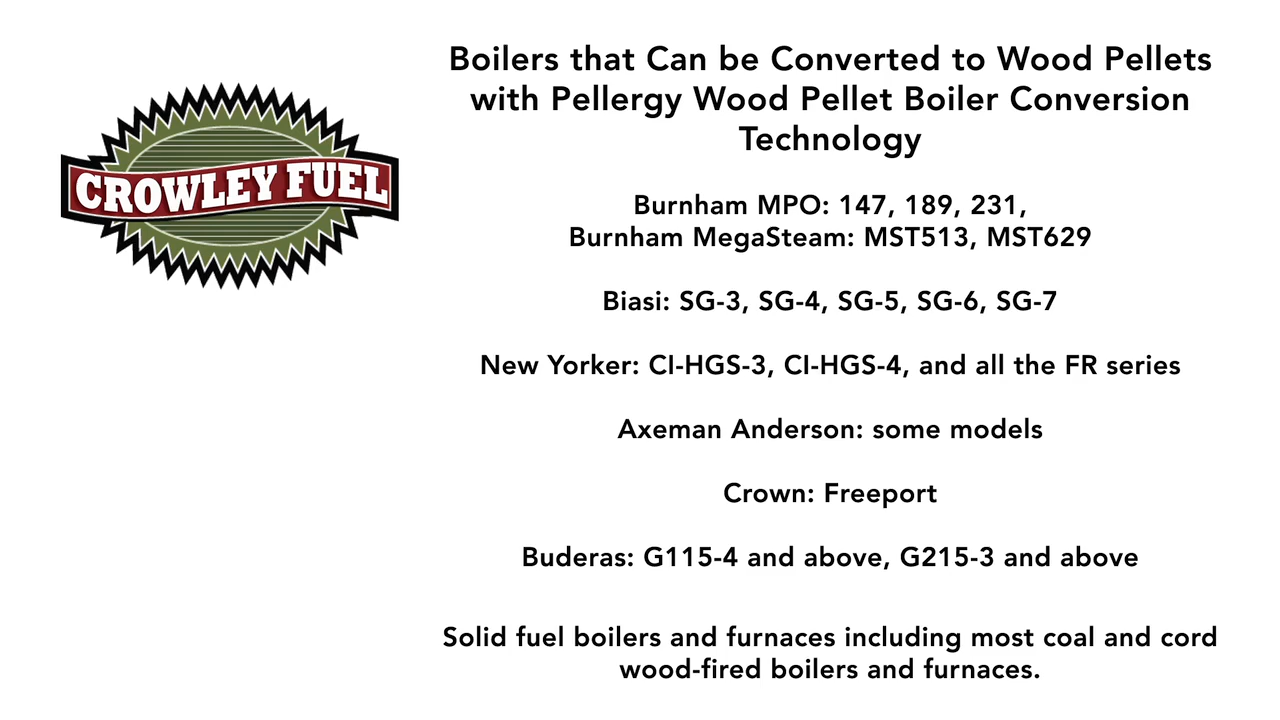 CROWLEY FUEL
Boilers that Can be Converted to Wood Pellets
with Pellergy Wood Pellet Boiler Conversion
Technology
Burnham MPO: 147, 189, 231,
Burnham MegaSteam: MST513, MST629
Biasi: SG-3, SG-4, SG-5, SG-6, SG-7
New Yorker: CI-HGS-3, CI-HGS-4, and all the FR series
Axeman Anderson: some models
Crown: Freeport
Buderas: G115-4 and above, G215-3 and above
Solid fuel boilers and furnaces including most coal and cord
wood-fired boilers and furnaces.